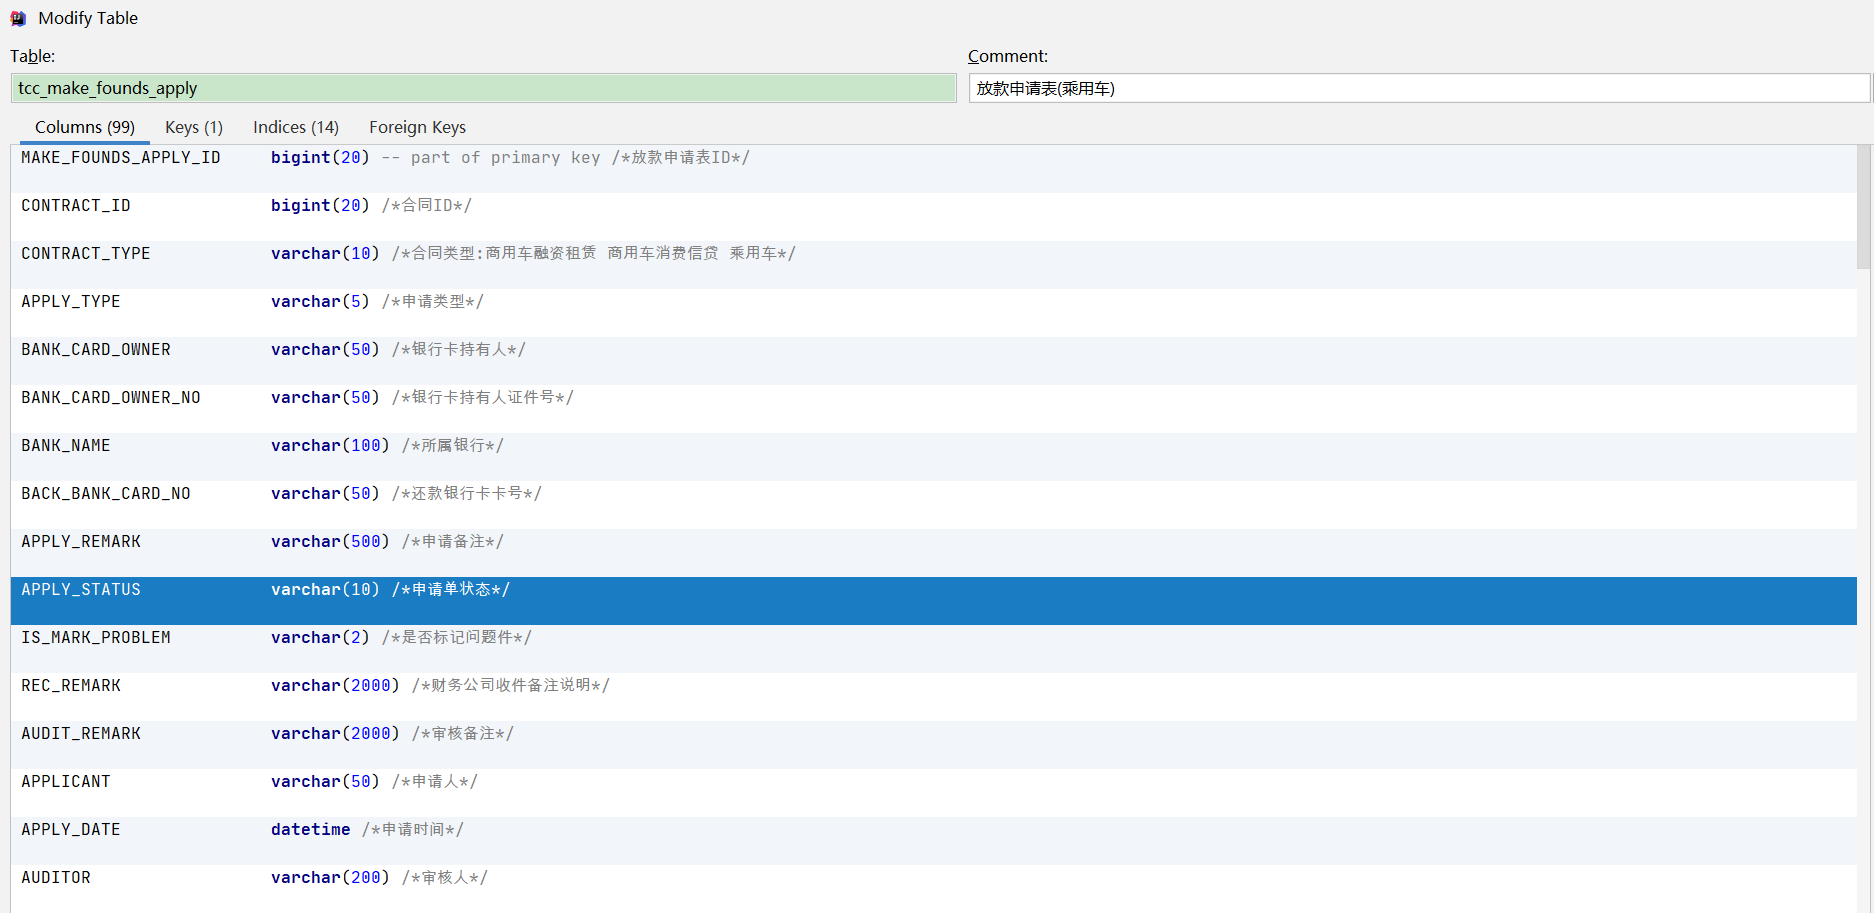 Modify Table
Table:
Comment:
tcc_make_founds_apply
放款申请表(乘用车)
Columns (99) Keys (1) Indices (14) Foreign Keys
MAKE_FOUNDS_APPLY_ID bigint(20) -- part of primary key /*放款申请表ID*/
CONTRACT_ID bigint(20) /*合同ID*/
CONTRACT_TYPE varchar(10) /*合同类型:商用车融资租赁 商用车消费信贷 乘用车*/
APPLY_TYPE varchar(5) /*申请类型*/
BANK_CARD_OWNER varchar(50) /*银行卡持有人*/
BANK_CARD_OWNER_NO varchar(50) /*银行卡持有人证件号*/
BANK_NAME varchar(100) /*所属银行*/
BACK_BANK_CARD_NO varchar(50) /*还款银行卡卡号*/
APPLY_REMARK varchar(500) /*申请备注*/
APPLY_STATUS varchar(10) /*申请单状态*/
IS_MARK_PROBLEM varchar(2) /*是否标记问题件*/
REC_REMARK varchar(2000) /*财务公司收件备注说明*/
AUDIT_REMARK varchar(2000) /*审核备注*/
APPLICANT varchar(50) /*申请人*/
APPLY_DATE datetime /*申请时间*/
AUDITOR varchar(200) /*审核人*/